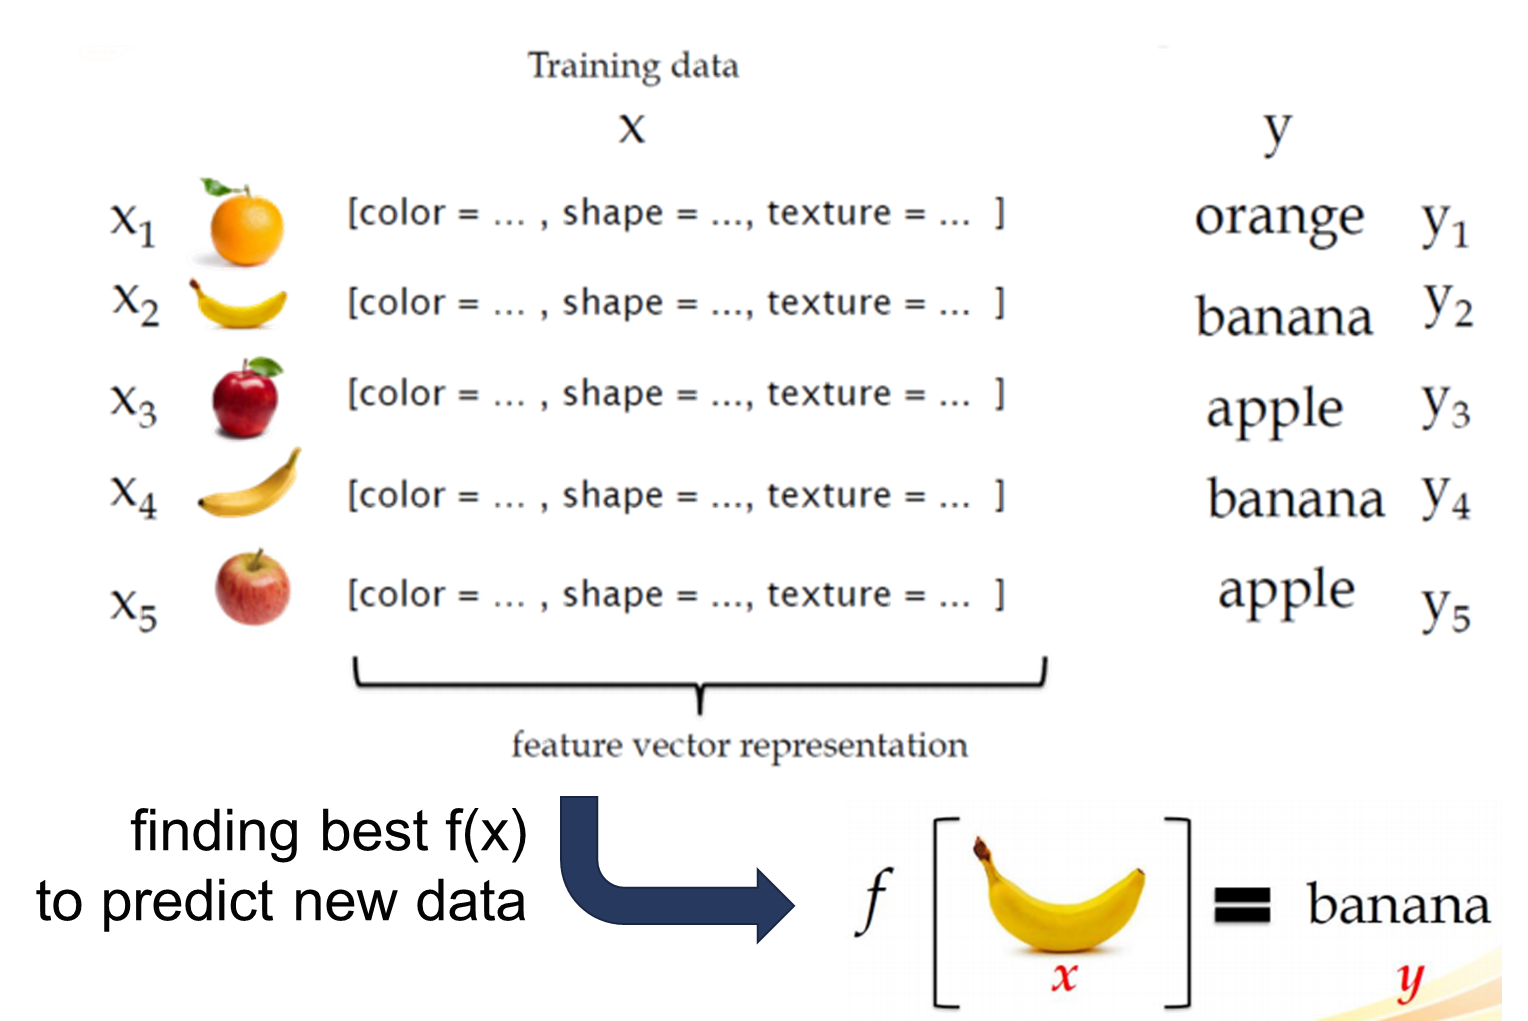 Training data
x y
x₁ [color = ... , shape = ..., texture = ... ] orange y₁
x₂ [color = ... , shape = ..., texture = ... ] banana y₂
x₃ [color = ... , shape = ..., texture = ... ] apple y₃
x₄ [color = ... , shape = ..., texture = ... ] banana y₄
x₅ [color = ... , shape = ..., texture = ... ] apple y₅
feature vector representation
finding best f(x)
to predict new data
f [ ] = banana
x y